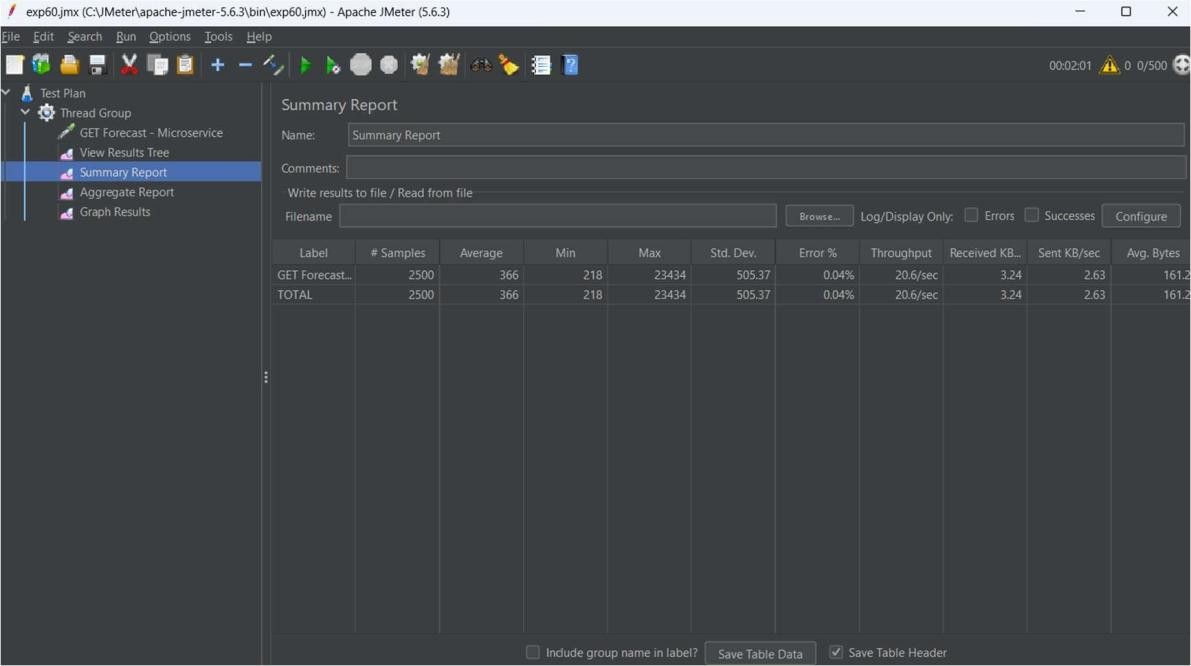 exp60.jmx (C:\JMeter\apache-jmeter-5.6.3\bin\exp60.jmx) - Apache JMeter (5.6.3)
File Edit Search Run Options Tools Help
00:02:01 0 0/500
Test Plan
Thread Group
GET Forecast - Microservice
View Results Tree
Summary Report
Aggregate Report
Graph Results
Summary Report
Name: Summary Report
Comments:
Write results to file / Read from file
Filename Browse... Log/Display Only: Errors Successes Configure
Label # Samples Average Min Max Std. Dev. Error % Throughput Received KB... Sent KB/sec Avg. Bytes
GET Forecast... 2500 366 218 23434 505.37 0.04% 20.6/sec 3.24 2.63 161.2
TOTAL 2500 366 218 23434 505.37 0.04% 20.6/sec 3.24 2.63 161.2
Include group name in label? Save Table Data Save Table Header